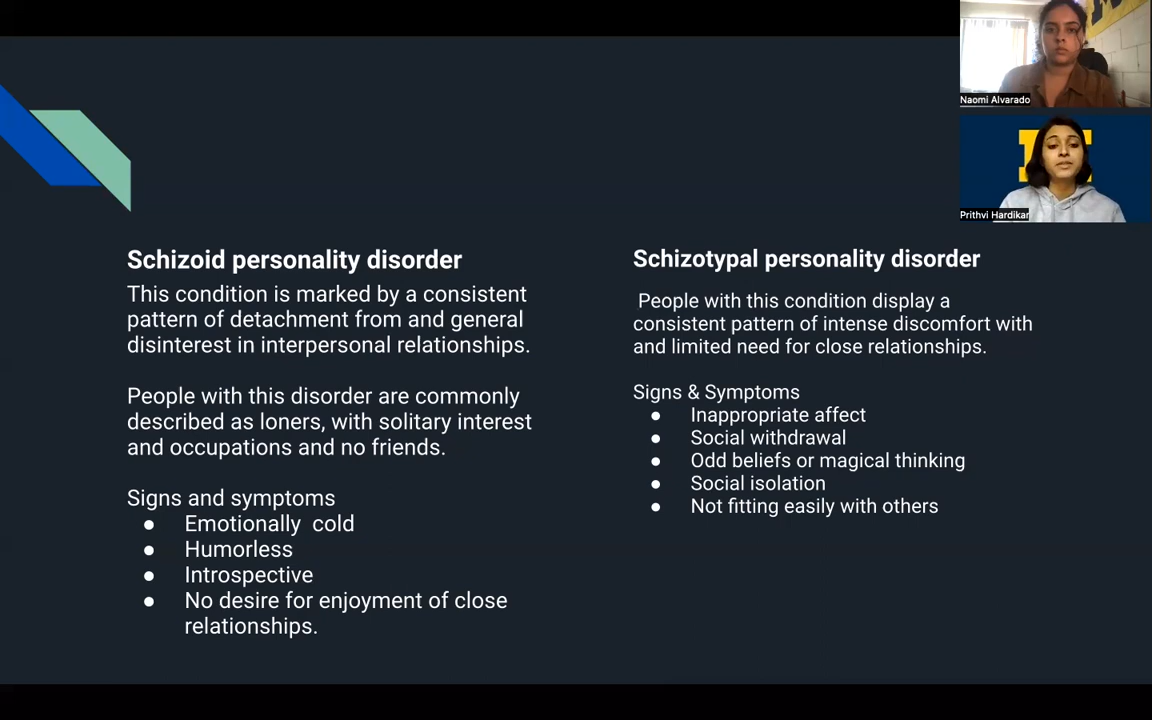 Naomi Alvarado
Prithvi Hardikar
Schizoid personality disorder
This condition is marked by a consistent
pattern of detachment from and general
disinterest in interpersonal relationships.
People with this disorder are commonly
described as loners, with solitary interest
and occupations and no friends.
Signs and symptoms
● Emotionally  cold
● Humorless
● Introspective
● No desire for enjoyment of close
relationships.
Schizotypal personality disorder
People with this condition display a
consistent pattern of intense discomfort with
and limited need for close relationships.
Signs & Symptoms
● Inappropriate affect
● Social withdrawal
● Odd beliefs or magical thinking
● Social isolation
● Not fitting easily with others